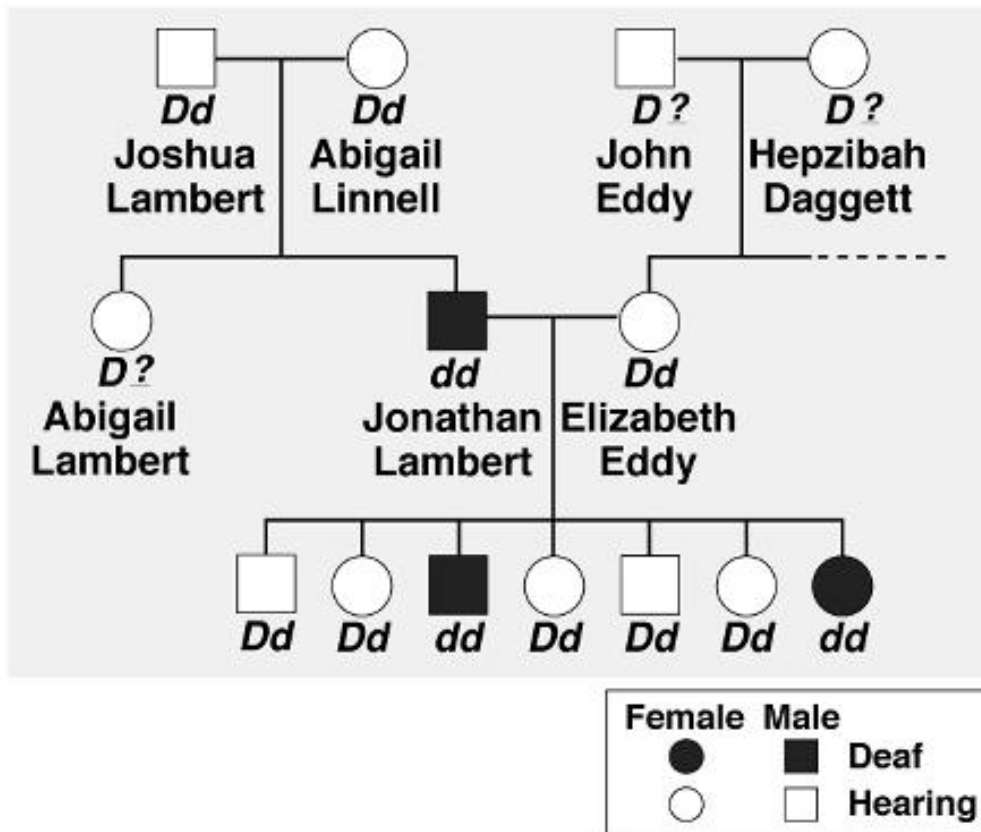 Dd Dd D ? D ?
Joshua Abigail John Hepzibah
Lambert Linnell Eddy Daggett
D ? dd Dd
Abigail Jonathan Elizabeth
Lambert Lambert Eddy
Dd Dd dd Dd Dd Dd dd
Female Male
Deaf
Hearing